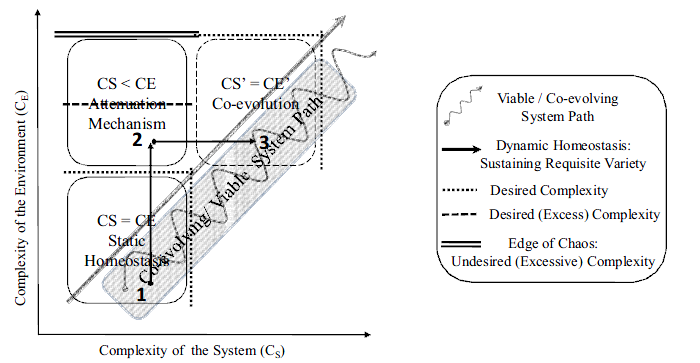 Complexity of the Environment (CE)
CS < CE
Attenuation
Mechanism
2
CS' = CE'
Co-evolution
3
CS = CE
Static
Homeostasis
1
Coevolving/ Viable System Path
Complexity of the System (CS)
Viable / Co-evolving
System Path
Dynamic Homeostasis:
Sustaining Requisite Variety
Desired Complexity
Desired (Excess) Complexity
Edge of Chaos:
Undesired (Excessive) Complexity